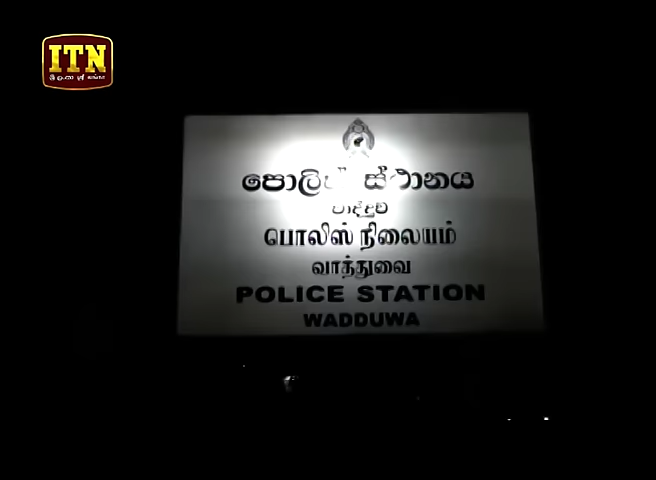 ITN
ස්ථානය
වාද්දුව
பொலிஸ் நிலையம்
வாத்துவை
POLICE STATION
WADDUWA